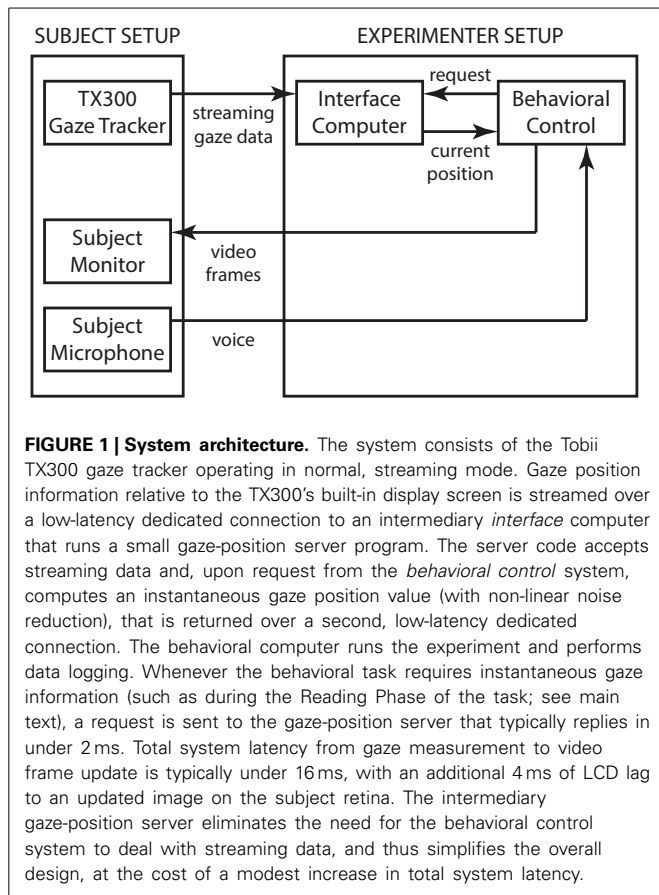 SUBJECT SETUP
EXPERIMENTER SETUP
TX300
Gaze Tracker
streaming
gaze data
Interface
Computer
request
current
position
Behavioral
Control
Subject
Monitor
video
frames
Subject
Microphone
voice
FIGURE 1 | System architecture. The system consists of the Tobii
TX300 gaze tracker operating in normal, streaming mode. Gaze position
information relative to the TX300's built-in display screen is streamed over
a low-latency dedicated connection to an intermediary interface computer
that runs a small gaze-position server program. The server code accepts
streaming data and, upon request from the behavioral control system,
computes an instantaneous gaze position value (with non-linear noise
reduction), that is returned over a second, low-latency dedicated
connection. The behavioral computer runs the experiment and performs
data logging. Whenever the behavioral task requires instantaneous gaze
information (such as during the Reading Phase of the task; see main
text), a request is sent to the gaze-position server that typically replies in
under 2 ms. Total system latency from gaze measurement to video
frame update is typically under 16 ms, with an additional 4 ms of LCD lag
to an updated image on the subject retina. The intermediary
gaze-position server eliminates the need for the behavioral control
system to deal with streaming data, and thus simplifies the overall
design, at the cost of a modest increase in total system latency.